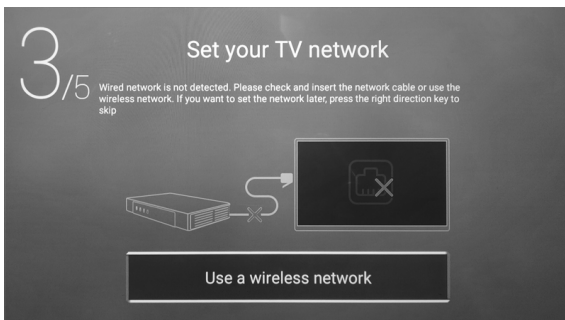 3/5
Set your TV network
Wired network is not detected. Please check and insert the network cable or use the
wireless network. If you want to set the network later, press the right direction key to
skip
Use a wireless network